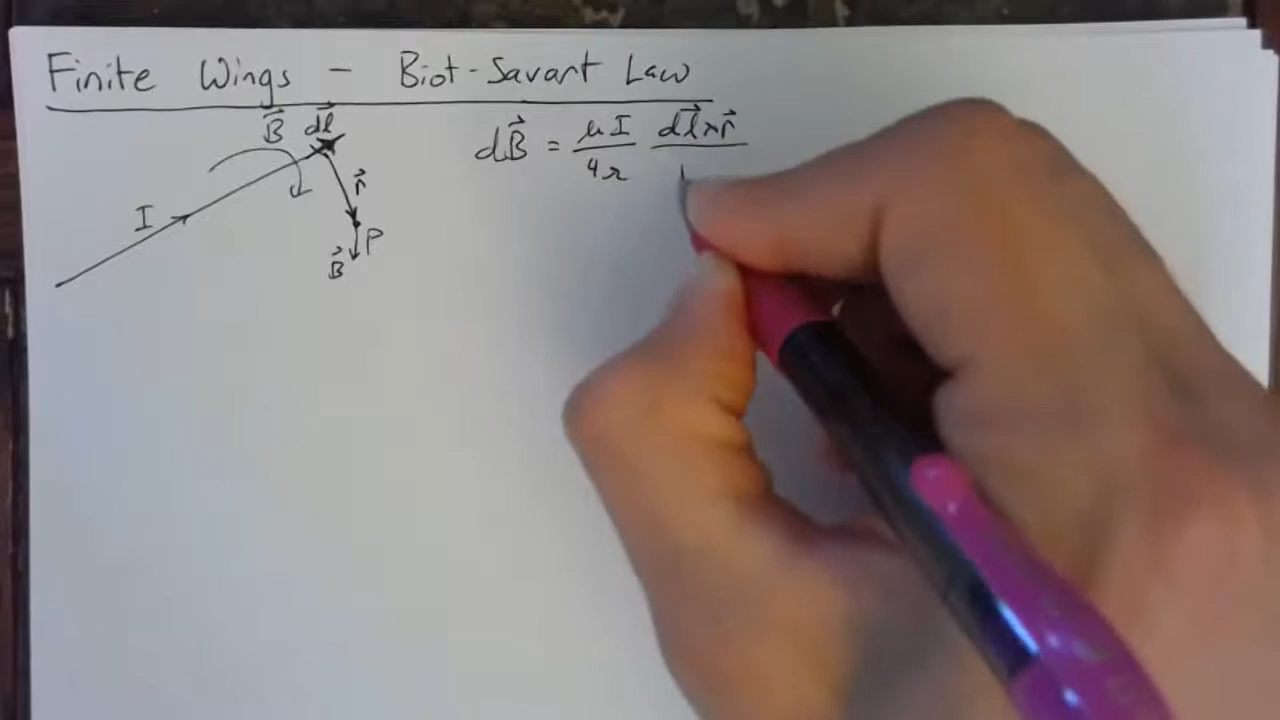 Finite Wings - Biot-Savart Law
B⃗ dl⃗
dB⃗ = μI/4π dl⃗×r⃗/
r⃗
I
P
B⃗